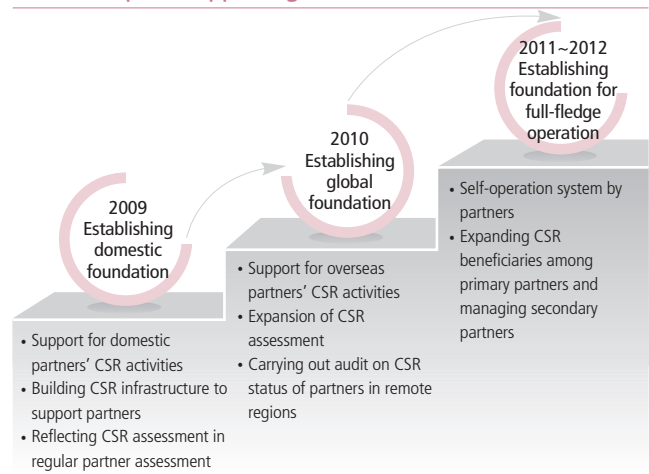 2009
Establishing
domestic
foundation
• Support for domestic
partners' CSR activities
• Building CSR infrastructure to
support partners
• Reflecting CSR assessment in
regular partner assessment
2010
Establishing
global
foundation
• Support for overseas
partners' CSR activities
• Expansion of CSR
assessment
• Carrying out audit on CSR
status of partners in remote
regions
2011~2012
Establishing
foundation for
full-fledge
operation
• Self-operation system by
partners
• Expanding CSR
beneficiaries among
primary partners and
managing secondary
partners